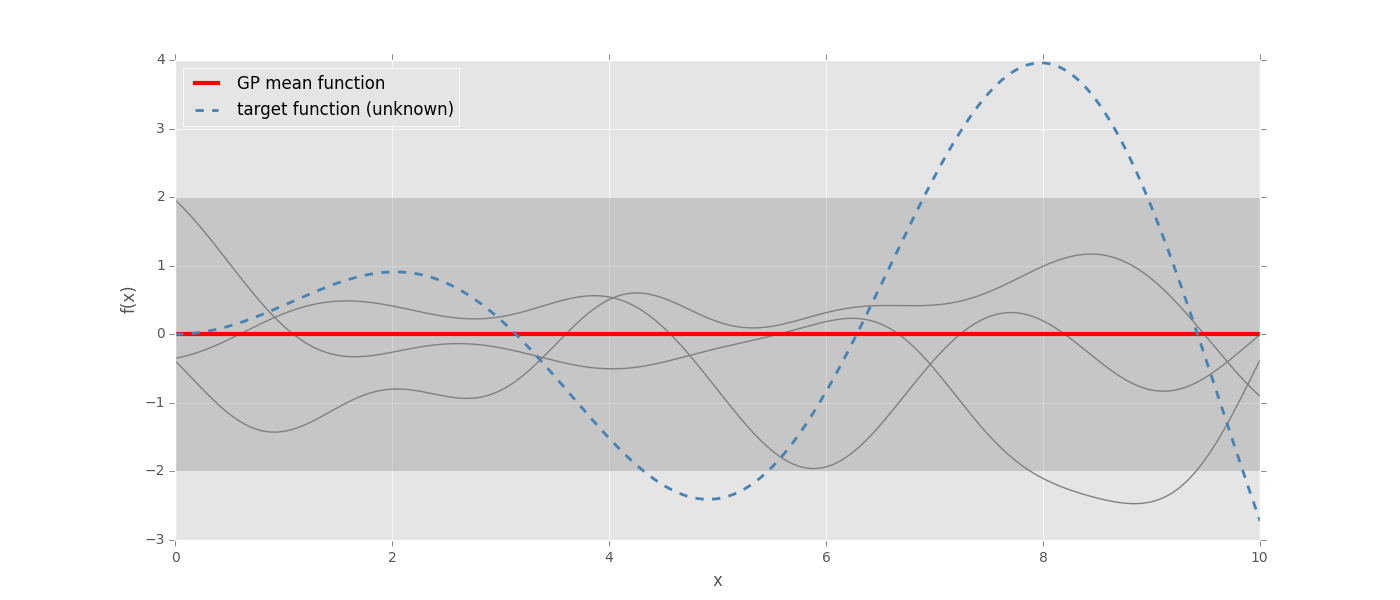 GP mean function
target function (unknown)
4
3
2
1
0
−1
−2
−3
f(x)
0 2 4 6 8 10
x